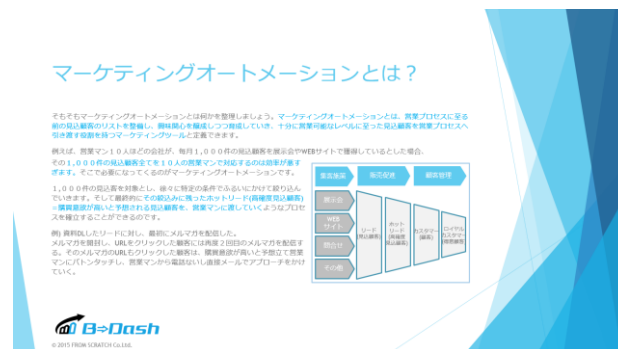 マーケティングオートメーションとは？
そもそもマーケティングオートメーションとは何かを整理しましょう。マーケティングオートメーションとは、営業プロセスに至る
前の見込顧客のリストを整備し、興味関心を醸成しつつ育成していき、十分に営業可能なレベルに至った見込顧客を営業プロセスへ
引き渡す役割を持つマーケティングツールと定義できます。
例えば、営業マン１０人ほどの会社が、毎月１,０００件の見込顧客を展示会やWEBサイトで獲得しているとした場合、
その１,０００件の見込顧客全てを１０人の営業マンで対応するのは効率が悪す
ぎます。そこで必要になってくるのがマーケティングオートメーションです。
１,０００件の見込客を対象とし、徐々に特定の条件でふるいにかけて絞り込ん
でいきます。そして最終的にその絞込みに残ったホットリード(高確度見込顧客)
＝購買意欲が高いと予想される見込顧客を、営業マンに渡していくようなプロセ
スを確立することができるのです。
例) 資料DLしたリードに対し、最初にメルマガを配信した。
メルマガを開封し、URLをクリックした顧客には再度２回目のメルマガを配信す
る。そのメルマガのURLもクリックした顧客は、購買意欲が高いと予想立て営業
マンにバトンタッチし、営業マンから電話ないし直接メールでアプローチをかけ
ていく。
集客施策
販売促進
顧客管理
展示会
WEB
サイト
問合せ
その他
リード
(見込顧客)
ホット
リード
(高確度
見込顧客)
カスタマー
(顧客)
ロイヤル
カスタマー
(優良顧客)
B⇒Dash
© 2015 FROM SCRATCH Co.Ltd.